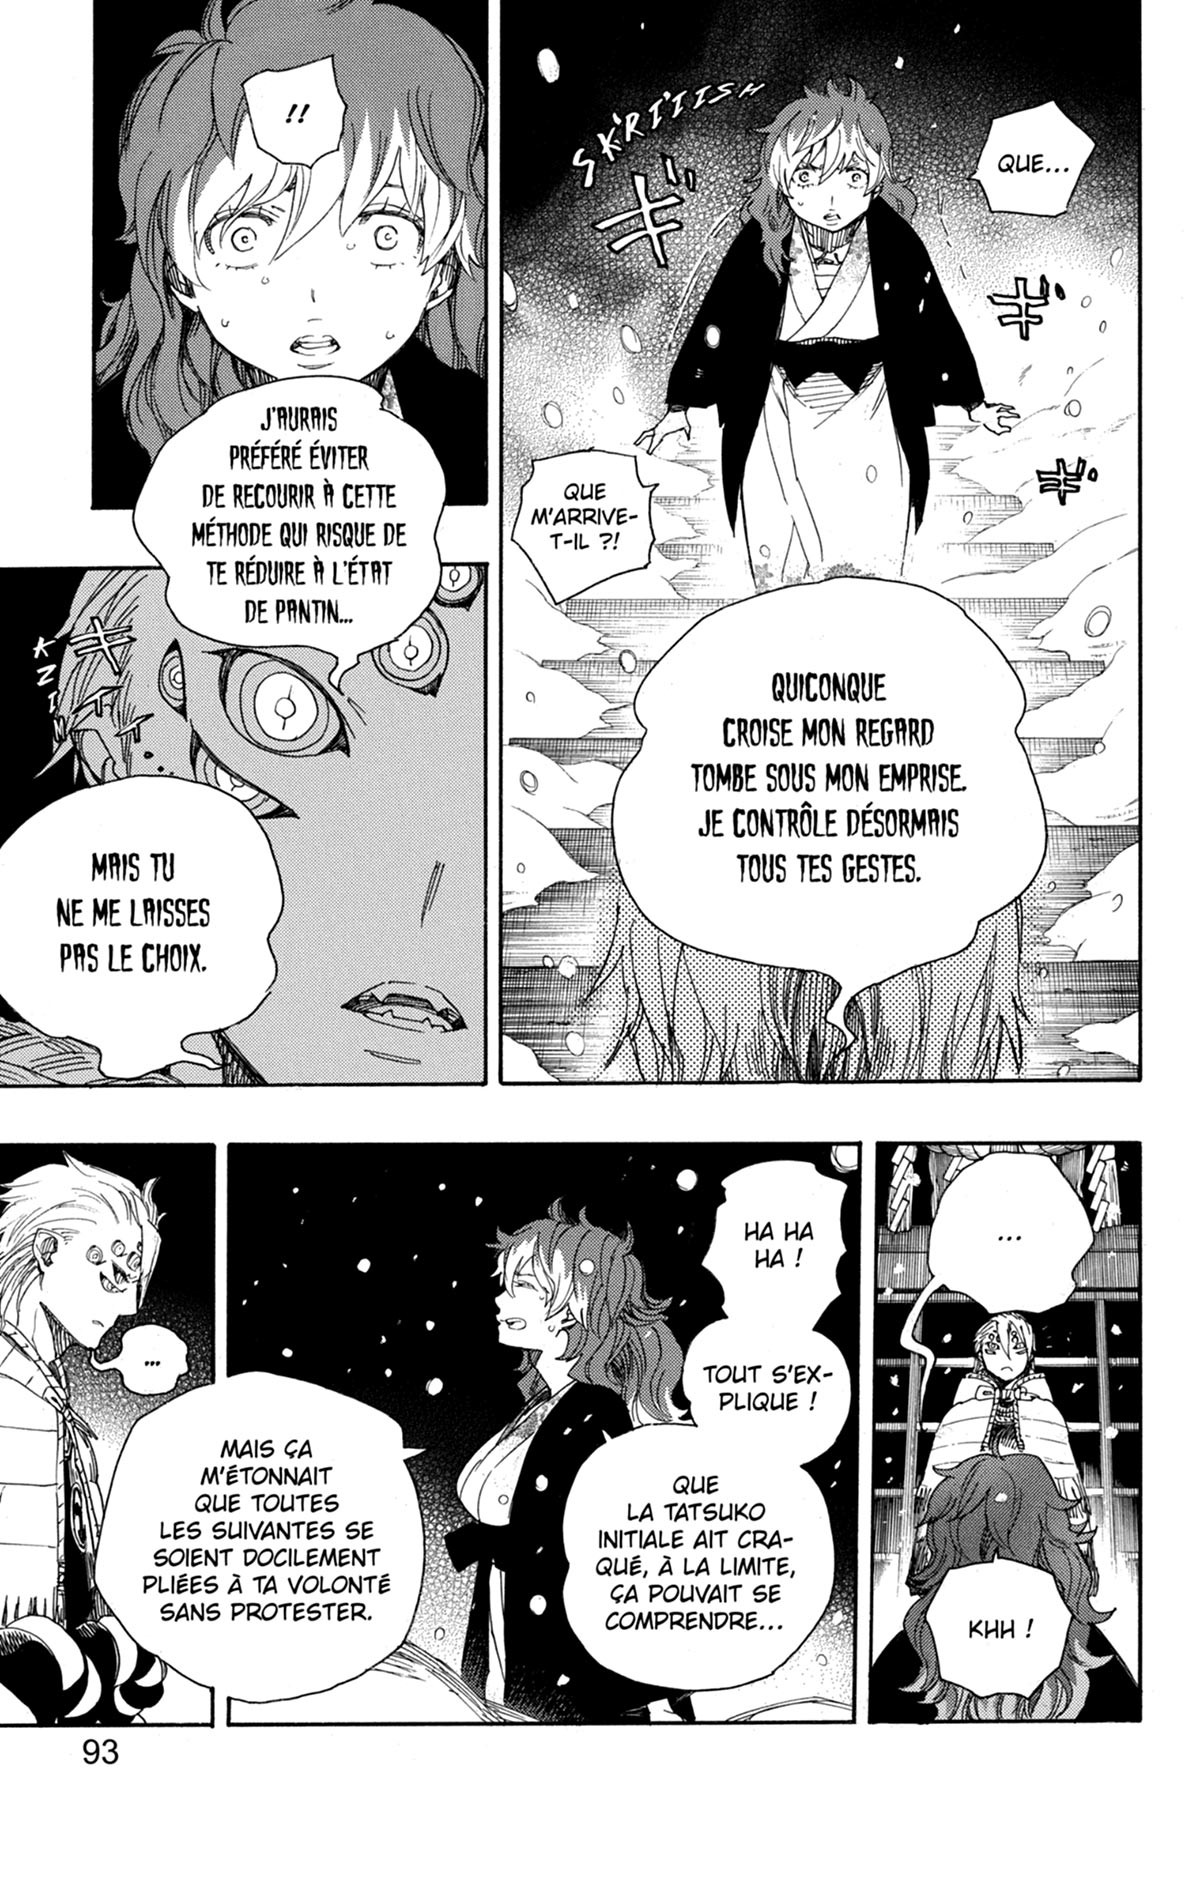 QUE...
SKRIIIISH
ギ
ギ
ギ
QUE
M'ARRIVE-
T-IL ?!
QUICONQUE
CROISE MON REGARD
TOMBE SOUS MON EMPRISE.
JE CONTRÔLE DÉSORMAIS
TOUS TES GESTES.
!!
J'AURAIS
PRÉFÉRÉ ÉVITER
DE RECOURIR À CETTE
MÉTHODE QUI RISQUE DE
TE RÉDUIRE À L'ÉTAT
DE PANTIN...
MAIS TU
NE ME LAISSES
PAS LE CHOIX.
...
KHH !
HA HA
HA !
TOUT S'EX-
PLIQUE !
QUE
LA TATSUKO
INITIALE AIT CRA-
QUÉ, À LA LIMITE,
ÇA POUVAIT SE
COMPRENDRE...
MAIS ÇA
M'ÉTONNAIT
QUE TOUTES
LES SUIVANTES SE
SOIENT DOCILEMENT
PLIÉES À TA VOLONTÉ
SANS PROTESTER.
...
93